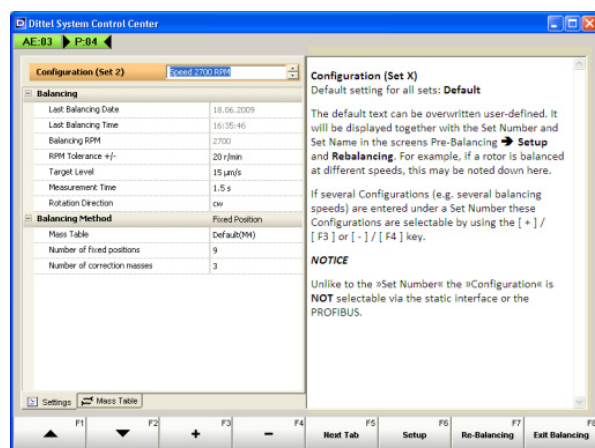 Dittel System Control Center
AE:03 P:04
Configuration (Set 2) Speed 2700 RPM
Balancing
Last Balancing Date 18.06.2009
Last Balancing Time 16:35:46
Balancing RPM 2700
RPM Tolerance +/- 20 r/min
Target Level 15 µm/s
Measurement Time 1.5 s
Rotation Direction cw
Balancing Method Fixed Position
Mass Table Default(M4)
Number of fixed positions 9
Number of correction masses 3
Settings Mass Table
Configuration (Set X)
Default setting for all sets: Default
The default text can be overwritten user-defined. It
will be displayed together with the Set Number and
Set Name in the screens Pre-Balancing ➔ Setup
and Rebalancing. For example, if a rotor is balanced
at different speeds, this may be noted down here.
If several Configurations (e.g. several balancing
speeds) are entered under a Set Number these
Configurations are selectable by using the [ + ] /
[ F3 ] or [ - ] / [ F4 ] key.
NOTICE
Unlike to the »Set Number« the »Configuration« is
NOT selectable via the static interface or the
PROFIBUS.
F1 F2 F3 F4 F5 F6 F7 F8
+ - Next Tab Setup Re-Balancing Exit Balancing